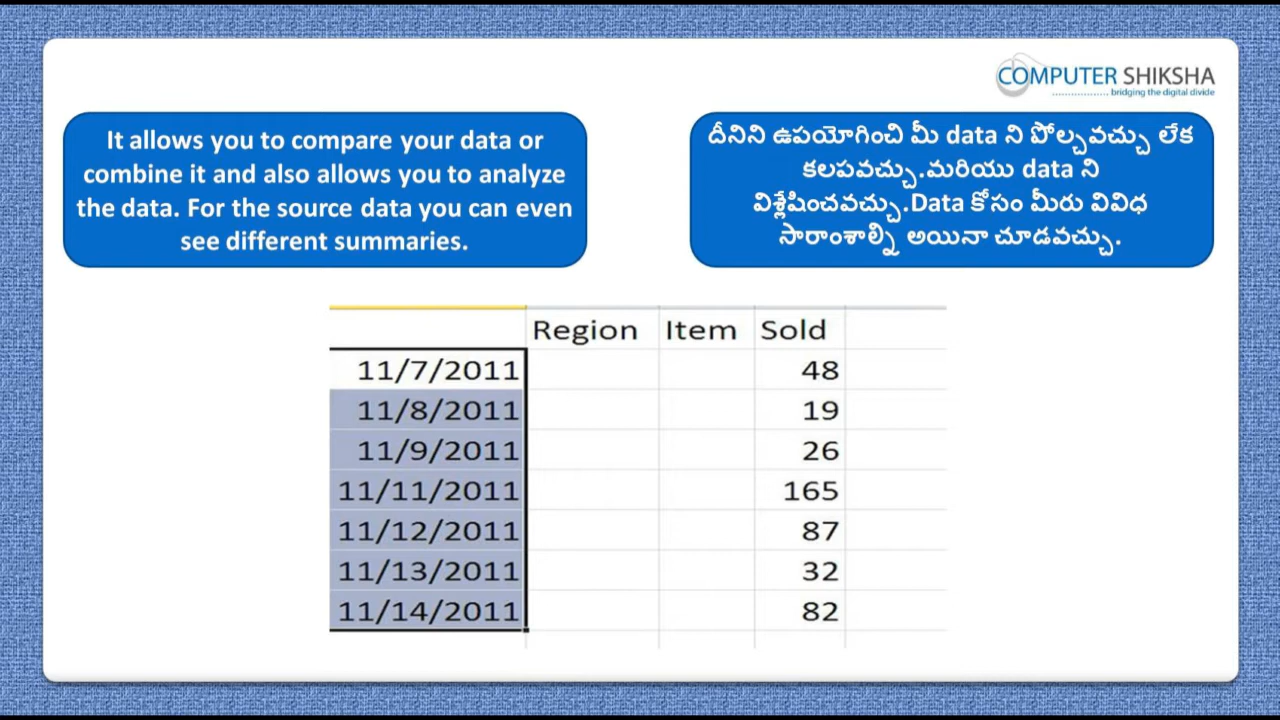 COMPUTER SHIKSHA
bridging the digital divide
It allows you to compare your data or
combine it and also allows you to analyze
the data. For the source data you can even
see different summaries.
దీనిని ఉపయోగించి మీ data ని పోల్చవచ్చు లేక
కలపవచ్చు.మరియు data ని
విశ్లేషించవచ్చు.Data కోసం మీరు వివిధ
సారాంశాల్ని అయినా చూడవచ్చు.
Region Item Sold
11/7/2011 48
11/8/2011 19
11/9/2011 26
11/11/2011 165
11/12/2011 87
11/13/2011 32
11/14/2011 82